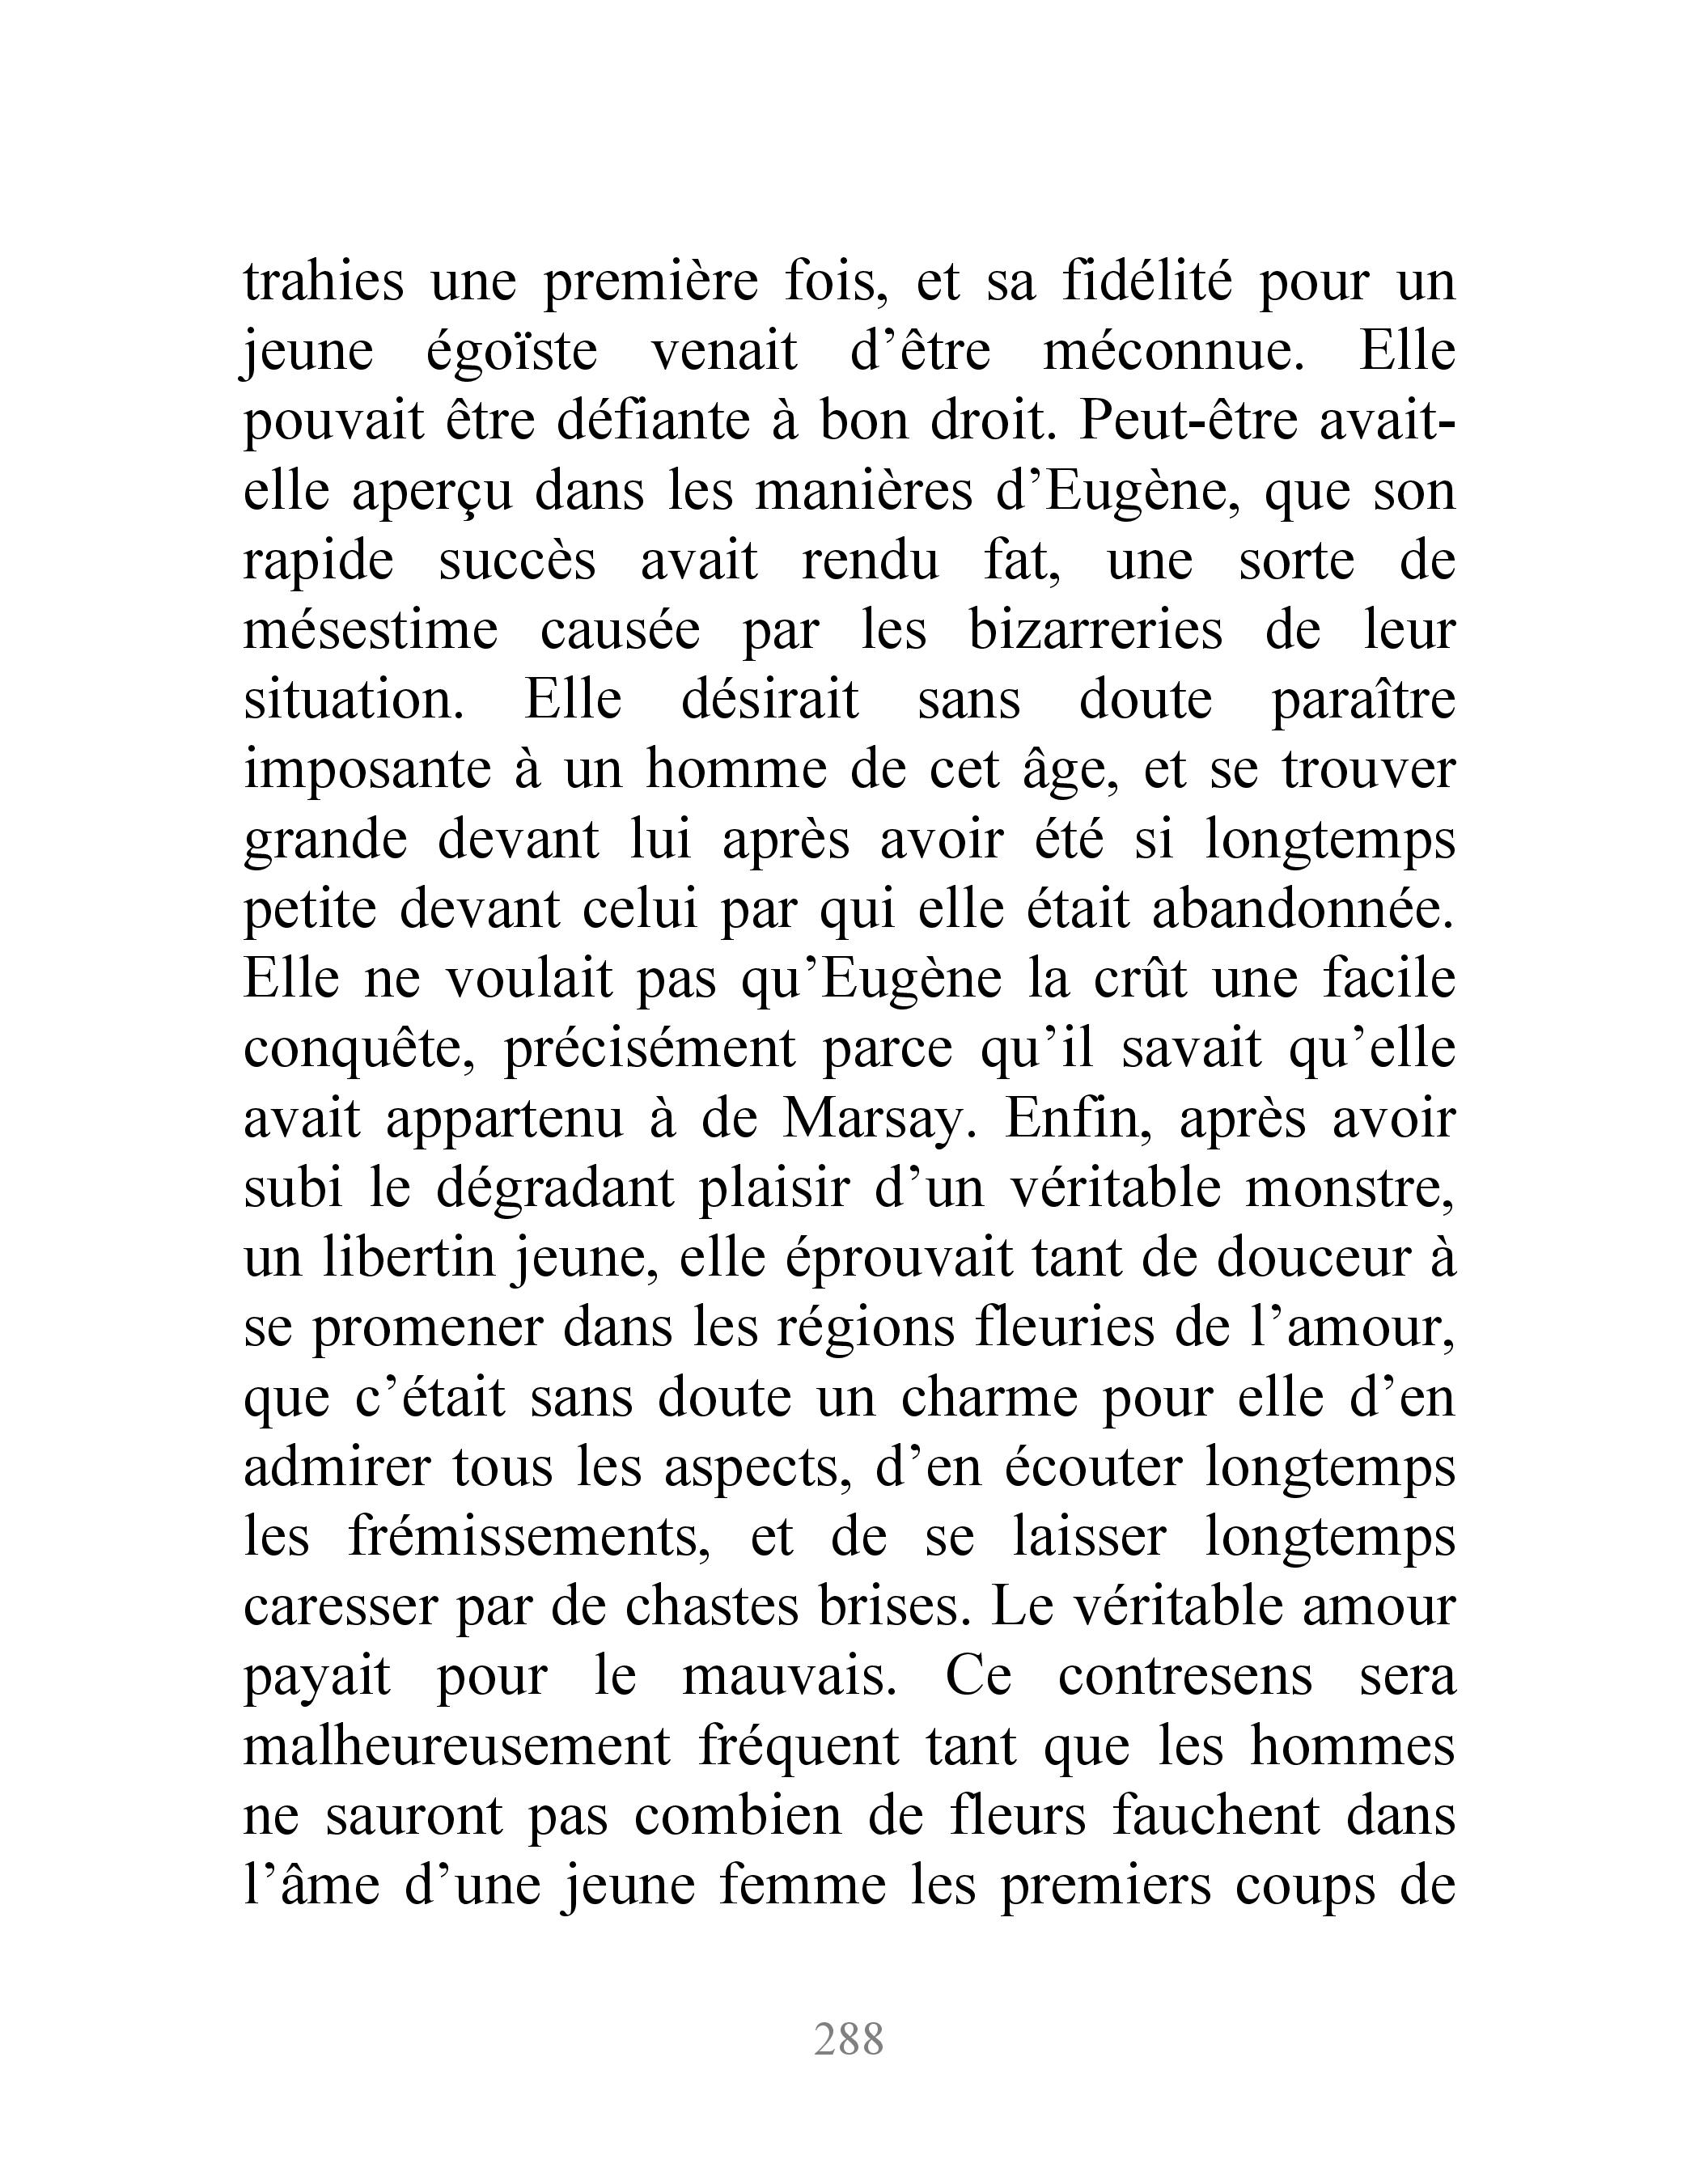 trahies une première fois, et sa fidélité pour un
jeune égoïste venait d’être méconnue. Elle
pouvait être défiante à bon droit. Peut-être avait-
elle aperçu dans les manières d’Eugène, que son
rapide succès avait rendu fat, une sorte de
mésestime causée par les bizarreries de leur
situation. Elle désirait sans doute paraître
imposante à un homme de cet âge, et se trouver
grande devant lui après avoir été si longtemps
petite devant celui par qui elle était abandonnée.
Elle ne voulait pas qu’Eugène la crût une facile
conquête, précisément parce qu’il savait qu’elle
avait appartenu à de Marsay. Enfin, après avoir
subi le dégradant plaisir d’un véritable monstre,
un libertin jeune, elle éprouvait tant de douceur à
se promener dans les régions fleuries de l’amour,
que c’était sans doute un charme pour elle d’en
admirer tous les aspects, d’en écouter longtemps
les frémissements, et de se laisser longtemps
caresser par de chastes brises. Le véritable amour
payait pour le mauvais. Ce contresens sera
malheureusement fréquent tant que les hommes
ne sauront pas combien de fleurs fauchent dans
l’âme d’une jeune femme les premiers coups de
288